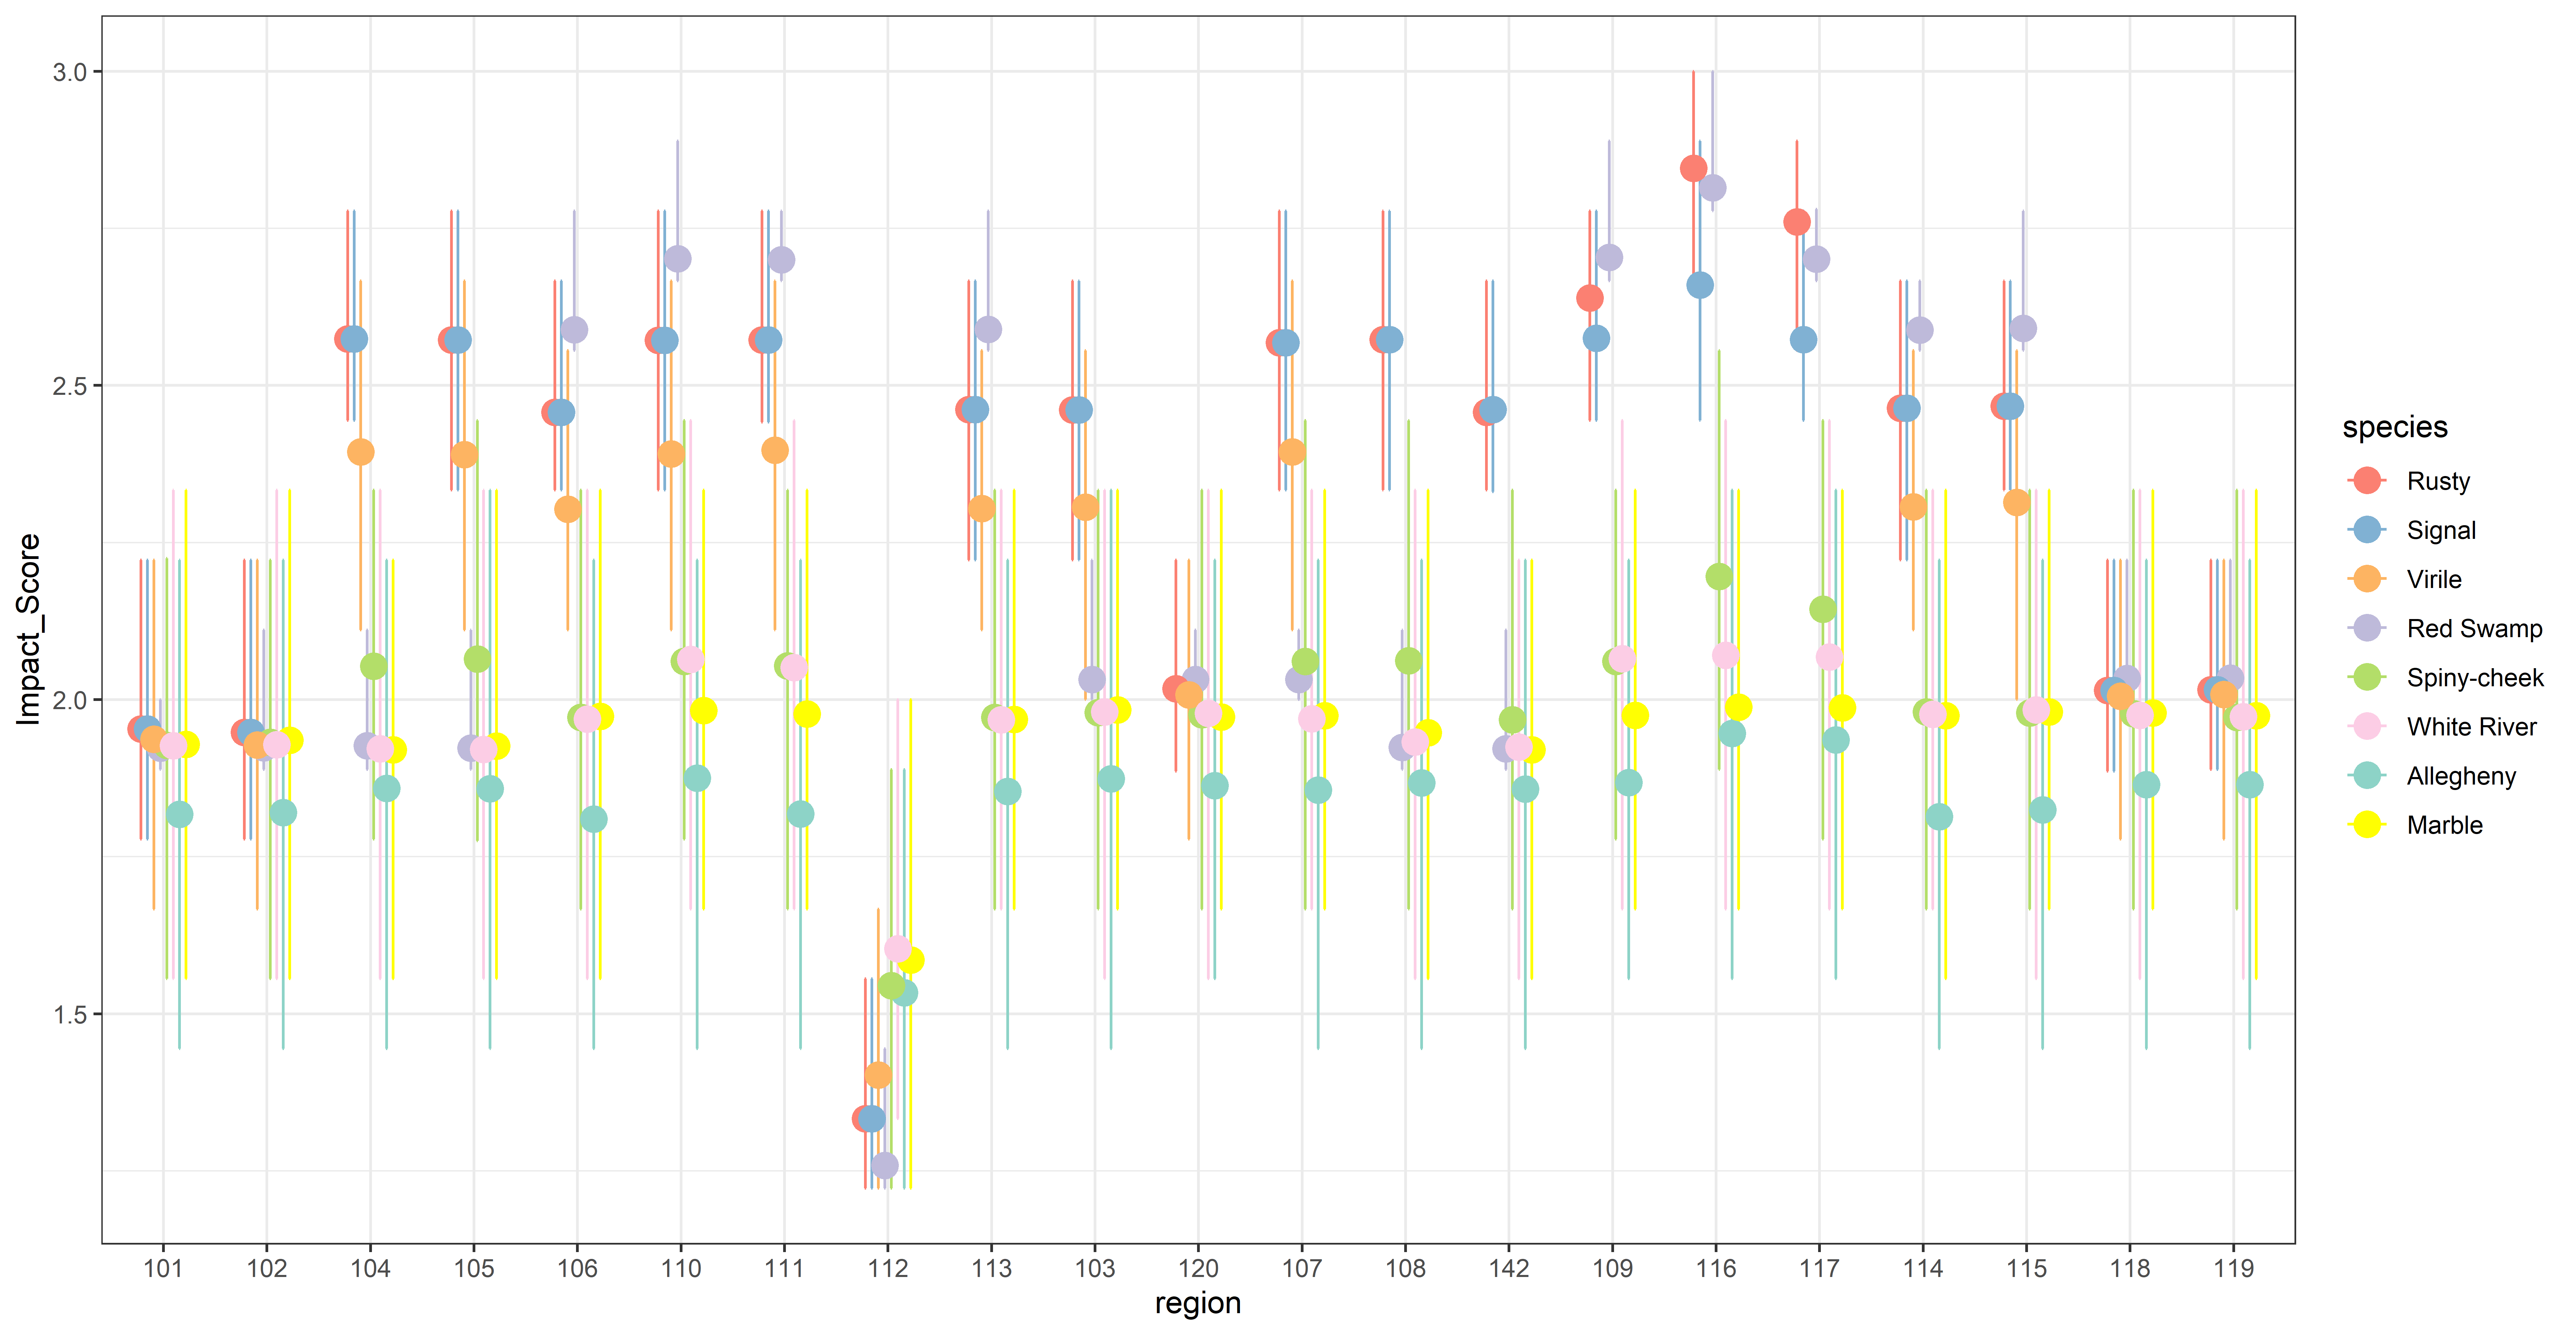 3.0
2.5
2.0
1.5
Impact_Score
101 102 104 105 106 110 111 112 113 103 120 107 108 142 109 116 117 114 115 118 119
region
species
Rusty
Signal
Virile
Red Swamp
Spiny-cheek
White River
Allegheny
Marble